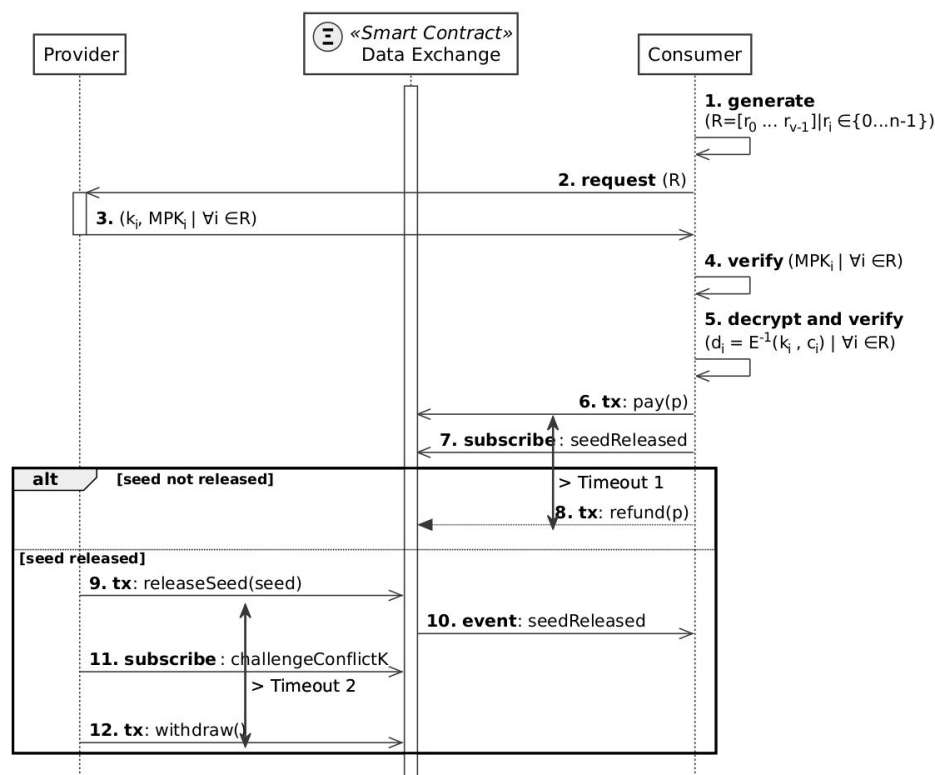 Provider
Ξ «Smart Contract»
Data Exchange
Consumer
1. generate
(R=[r0 ... rv-1]|ri ∈{0...n-1})
2. request (R)
3. (ki, MPKi | ∀i ∈R)
4. verify (MPKi | ∀i ∈R)
5. decrypt and verify
(di = E-1(ki , ci) | ∀i ∈R)
6. tx: pay(p)
7. subscribe: seedReleased
alt [seed not released]
> Timeout 1
8. tx: refund(p)
[seed released]
9. tx: releaseSeed(seed)
10. event: seedReleased
11. subscribe : challengeConflictK
> Timeout 2
12. tx: withdraw()